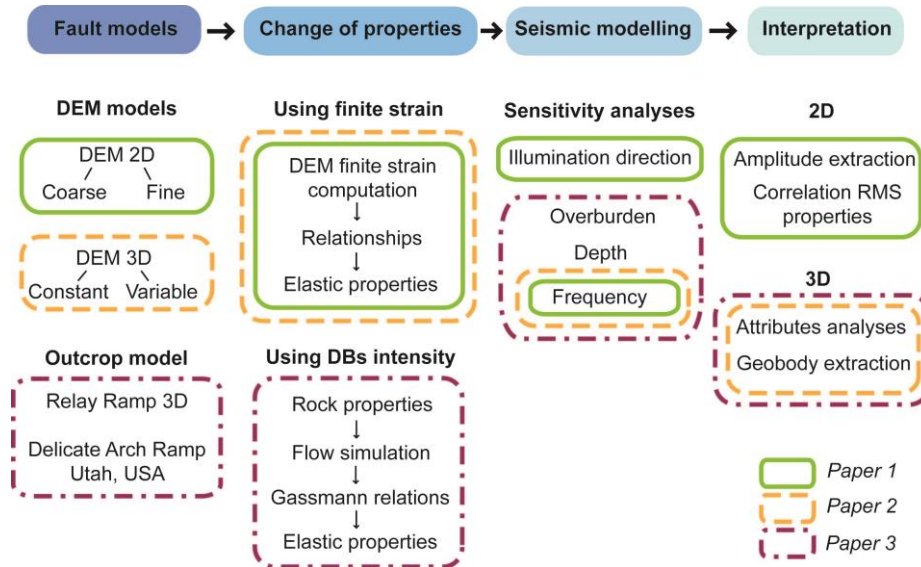 Fault models
Change of properties
Seismic modelling
Interpretation
DEM models
DEM 2D
Coarse
Fine
DEM 3D
Constant
Variable
Outcrop model
Relay Ramp 3D
Delicate Arch Ramp
Utah, USA
Using finite strain
DEM finite strain
computation
Relationships
Elastic properties
Using DBs intensity
Rock properties
Flow simulation
Gassmann relations
Elastic properties
Sensitivity analyses
Illumination direction
Overburden
Depth
Frequency
2D
Amplitude extraction
Correlation RMS
properties
3D
Attributes analyses
Geobody extraction
Paper 1
Paper 2
Paper 3